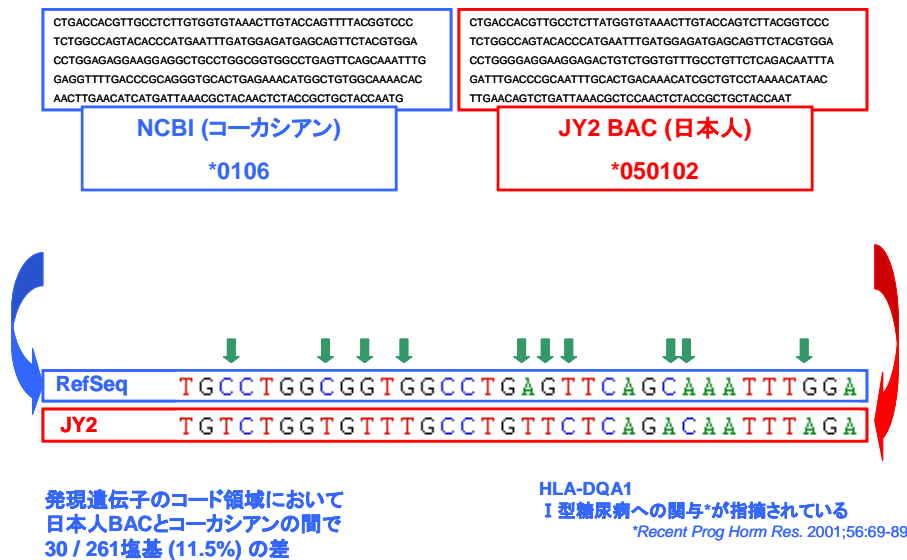 CTGACCACGTTGCCTCTTGTGGTGTAAACTTGTACCAGTTTTACGGTCCC
TCTGGCCAGTACACCCATGAATTTGATGGAGATGAGCAGTTCTACGTGGA
CCTGGAGAGGAAGGAGGCTGCCTGGCGGTGGCCTGAGTTCAGCAAATTTG
GAGGTTTTGACCCGCAGGGTGCACTGAGAAACATGGCTGTGGCAAAACAC
AACTTGAACATCATGATTAAACGCTACAACTCTACCGCTGCTACCAATG
NCBI (コーカシアン)
*0106
CTGACCACGTTGCCTCTTATGGTGTAAACTTGTACCAGTCTTACGGTCCC
TCTGGCCAGTACACCCATGAATTTGATGGAGATGAGCAGTTCTACGTGGA
CCTGGGGAGGAAGGAGACTGTCTGGTGTTTGCCTGTTCTCAGACAATTTA
GATTTGACCCGCAATTTGCACTGACAAACATCGCTGTCCTAAAACATAAC
TTGAACAGTCTGATTAAACGCTCCAACTCTACCGCTGCTACCAAT
JY2 BAC (日本人)
*050102
RefSeq TGCCTGGCGGTGGCCTGAGTTCAGCAAATTTGGA
JY2 TGTCTGGTGTTTGCCTGTTCTCAGACAATTTAGA
発現遺伝子のコード領域において
日本人BACとコーカシアンの間で
30 / 261塩基 (11.5%) の差
HLA-DQA1
Ⅰ型糖尿病への関与*が指摘されている
*Recent Prog Horm Res. 2001;56:69-89